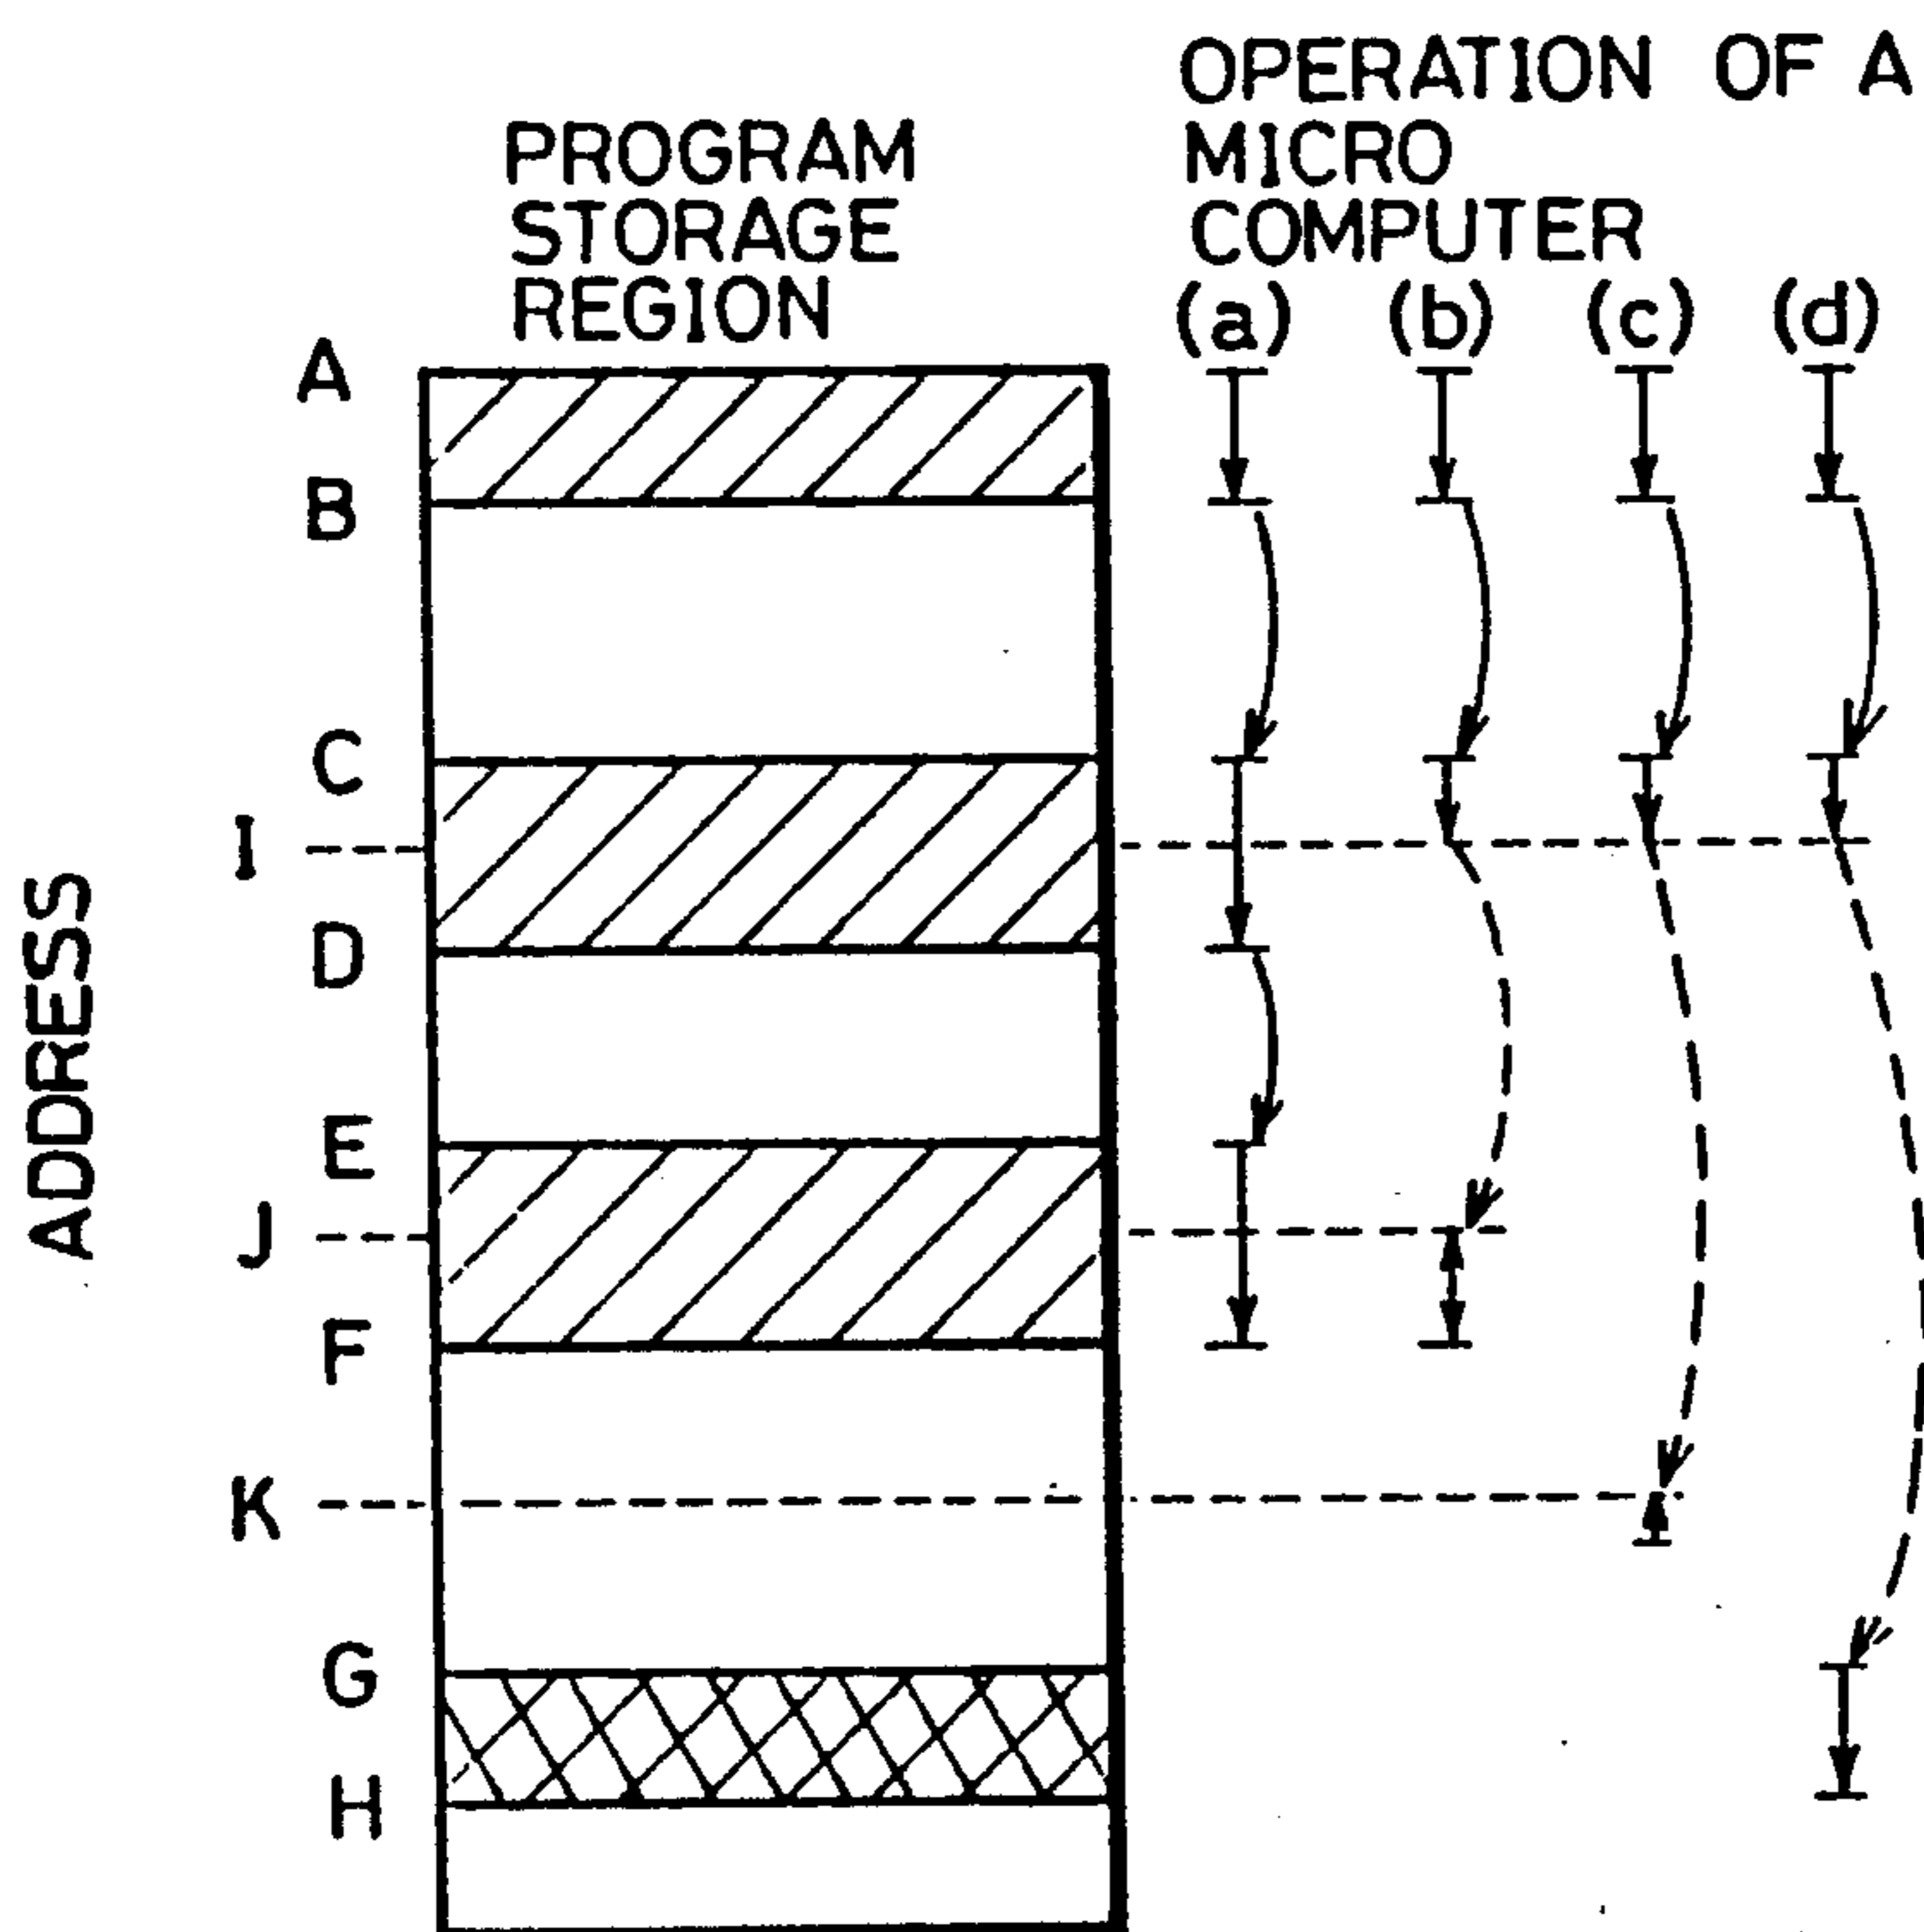 OPERATION OF A
MICRO
COMPUTER
PROGRAM
STORAGE
REGION
(a) (b) (c) (d)
ADDRESS
A
B
C
I
D
E
J
F
K
G
H